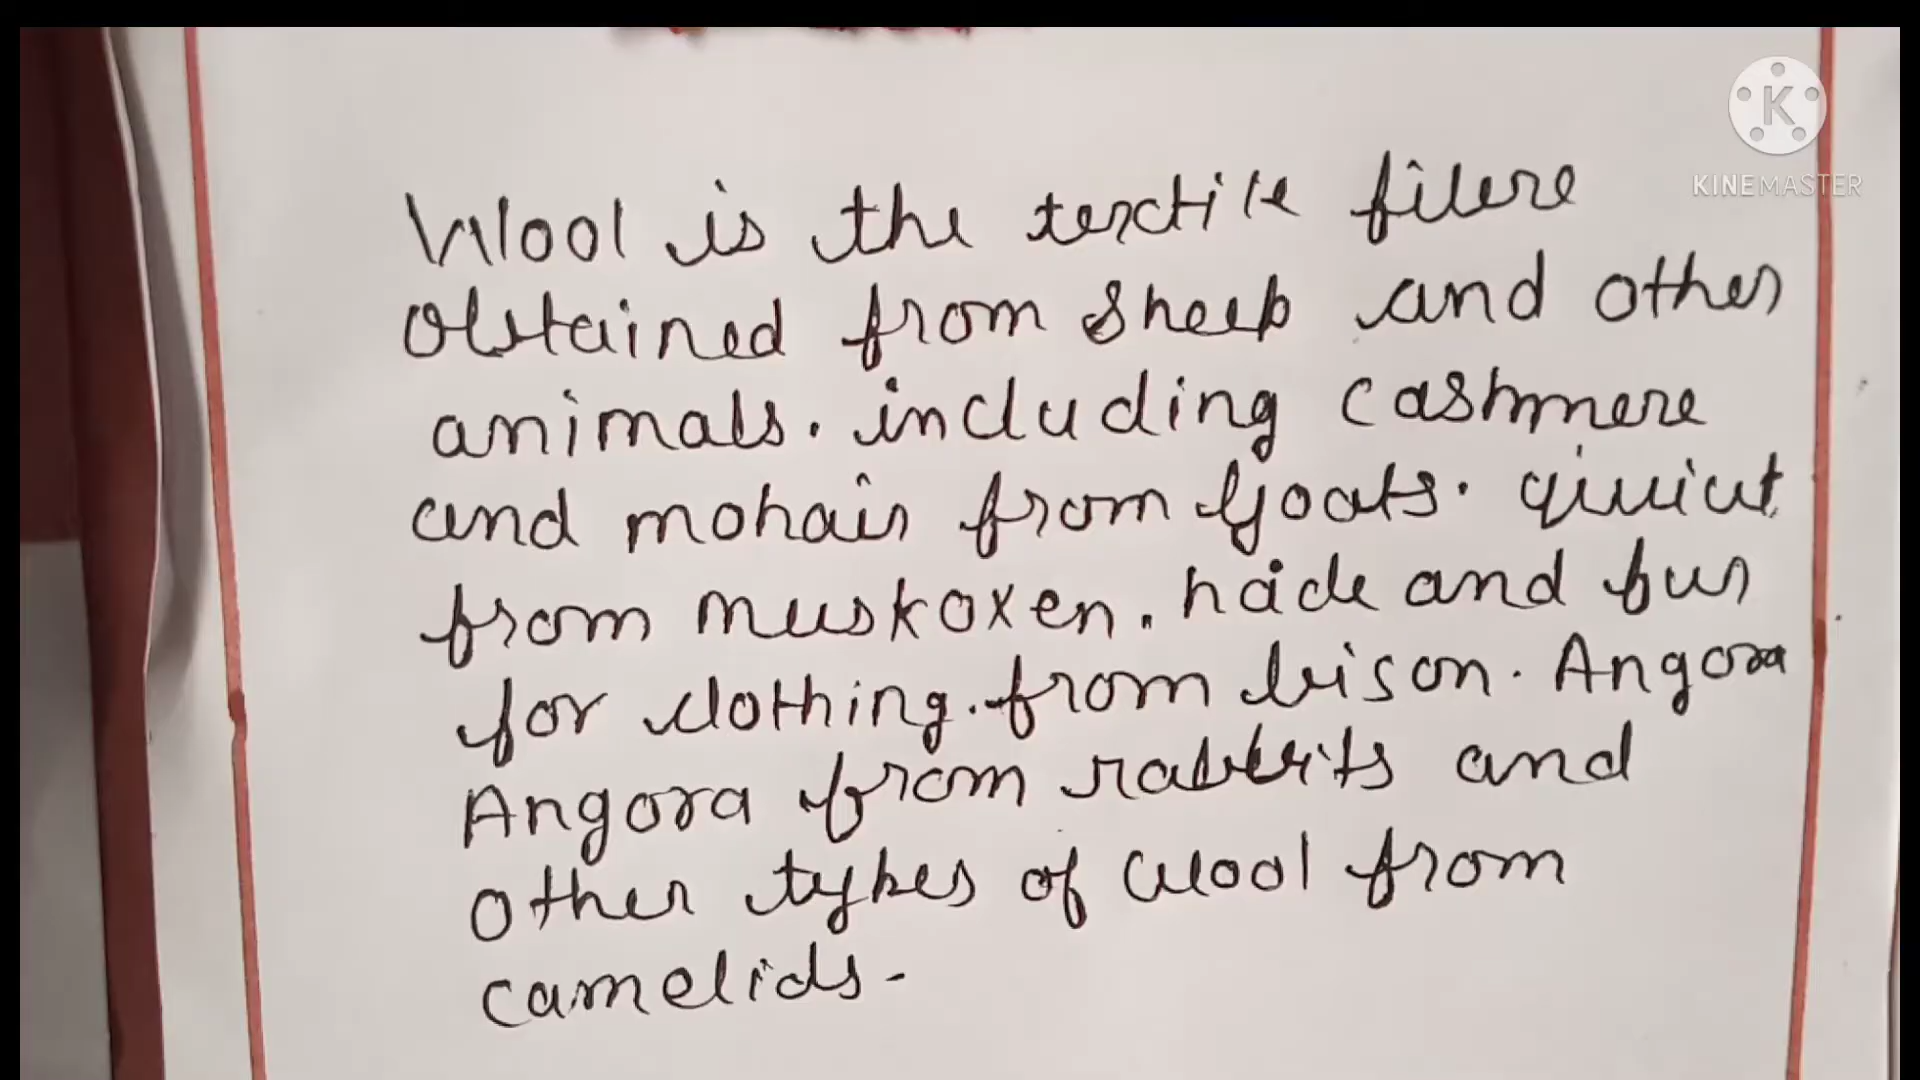 KINEMASTER
Wool is the textile fibre
obtained from sheep and other
animals. including cashmere
and mohair from goats. qiviut
from muskoxen. hide and fur
for clothing. from bison. Angora
Angora from rabbits and
other types of wool from
camelids.